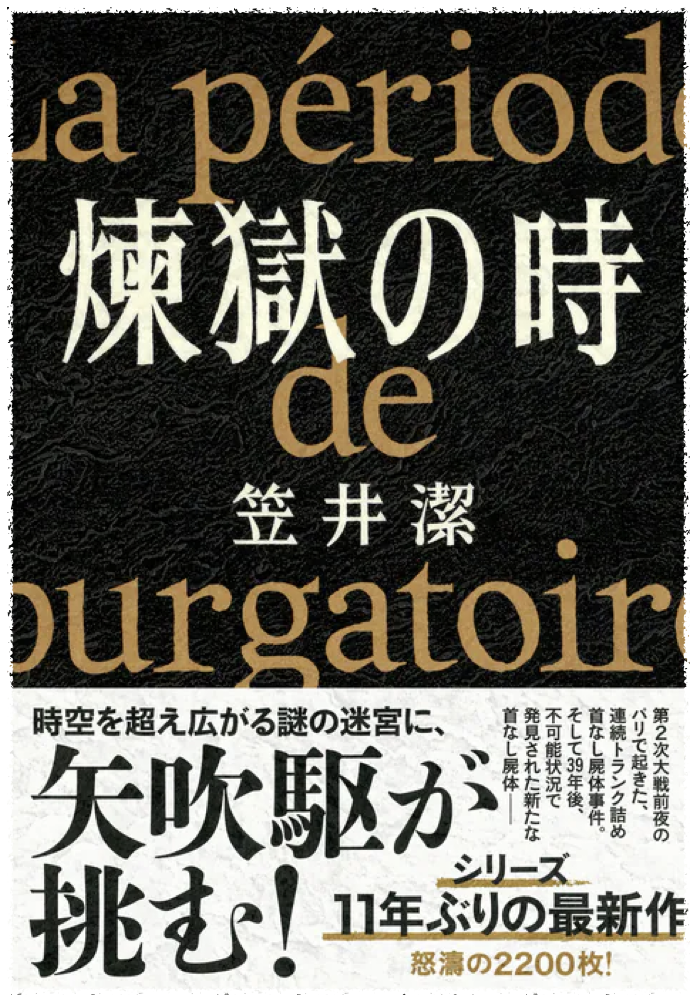 La période
煉獄の時
de
笠井潔
purgatoire
時空を超え広がる謎の迷宮に、
矢吹駆が
挑む!
第2次大戦前夜の
パリで起きた、
連続トランク詰め
首なし屍体事件。
そして39年後、
不可能状況で
発見された新たな
首なし屍体――
シリーズ
11年ぶりの最新作
怒濤の2200枚!